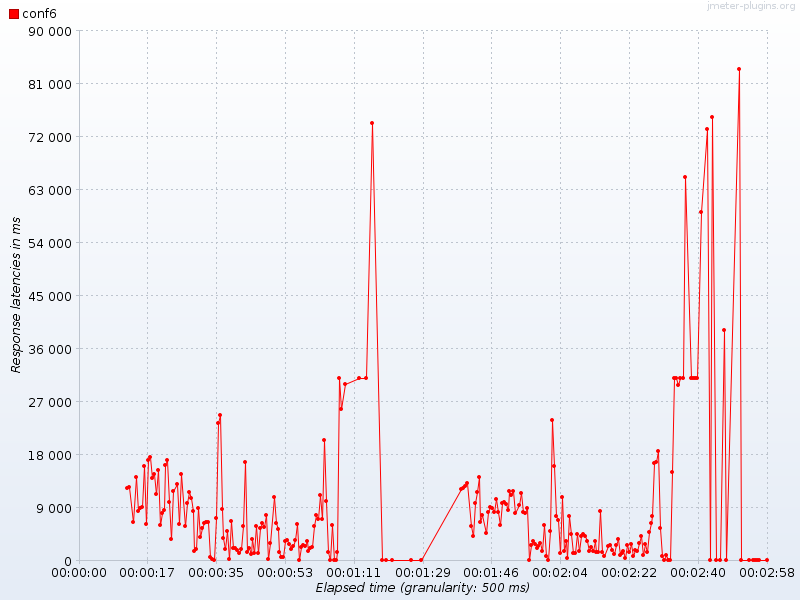 jmeter-plugins.org
conf6
90 000
81 000
72 000
63 000
54 000
45 000
36 000
27 000
18 000
9 000
0
Response latencies in ms
00:00:00 00:00:17 00:00:35 00:00:53 00:01:11 00:01:29 00:01:46 00:02:04 00:02:22 00:02:40 00:02:58
Elapsed time (granularity: 500 ms)